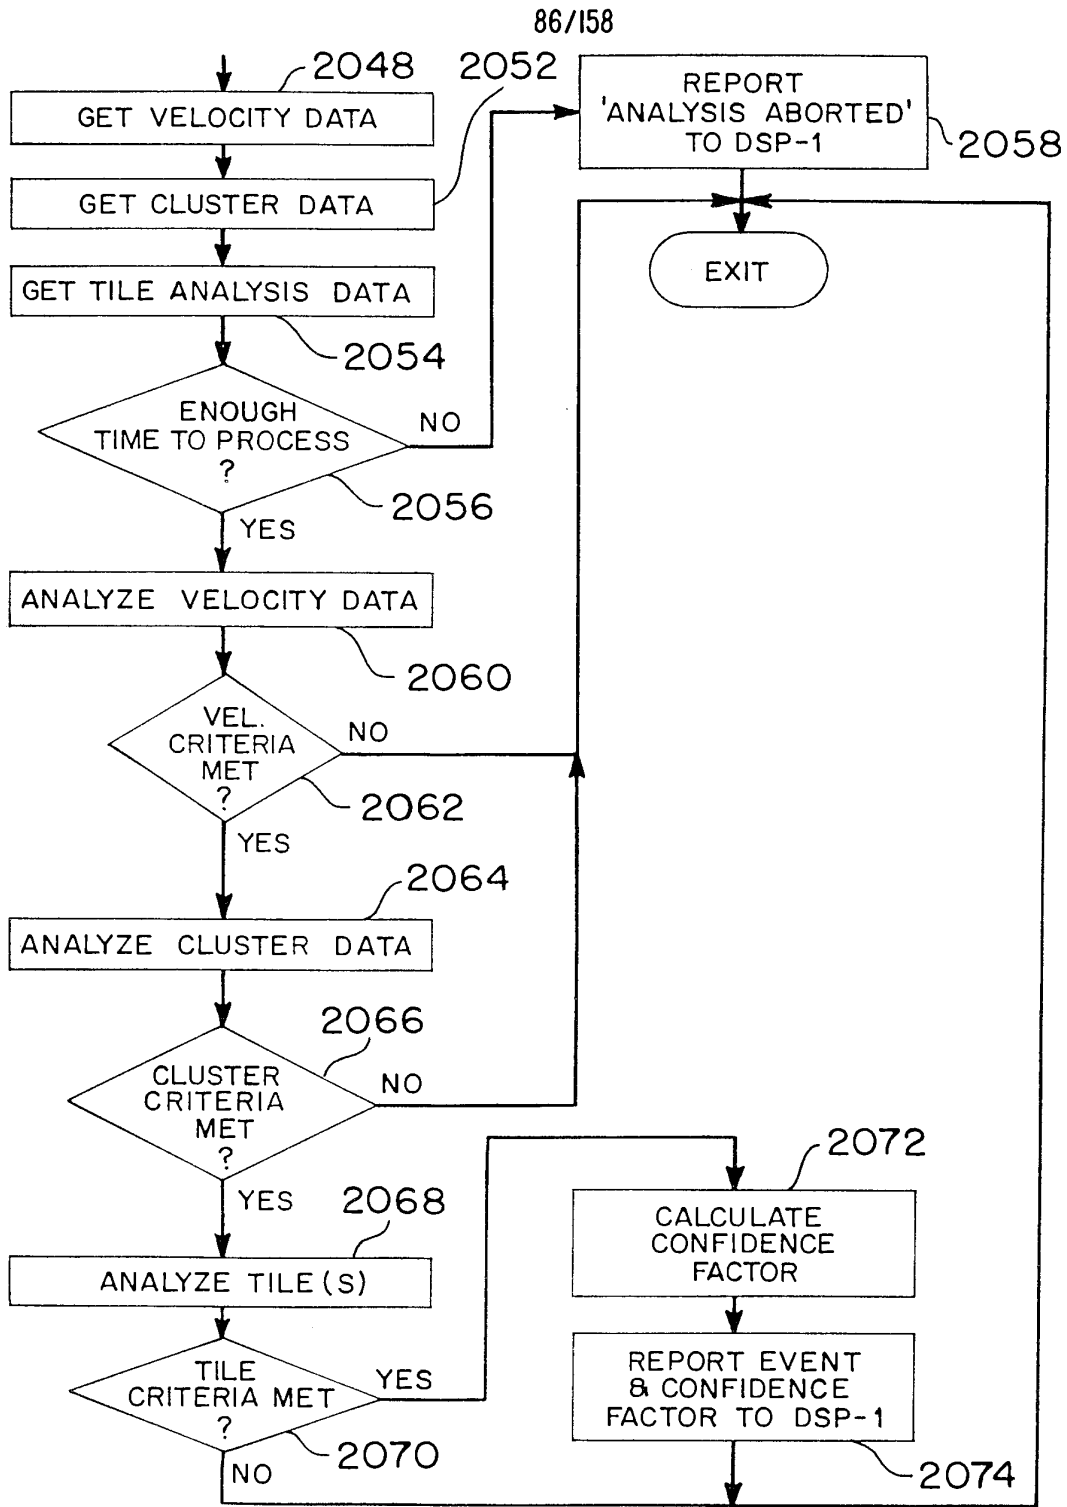 86/158
2048
GET VELOCITY DATA
2052
GET CLUSTER DATA
GET TILE ANALYSIS DATA
2054
ENOUGH
TIME TO PROCESS
?
NO
2056
YES
REPORT
'ANALYSIS ABORTED'
TO DSP-1
2058
EXIT
ANALYZE VELOCITY DATA
2060
VEL.
CRITERIA
MET
?
NO
2062
YES
2064
ANALYZE CLUSTER DATA
2066
CLUSTER
CRITERIA
MET
?
NO
YES
2068
ANALYZE TILE(S)
TILE
CRITERIA MET
?
YES
2070
NO
2072
CALCULATE
CONFIDENCE
FACTOR
REPORT EVENT
& CONFIDENCE
FACTOR TO DSP-1
2074